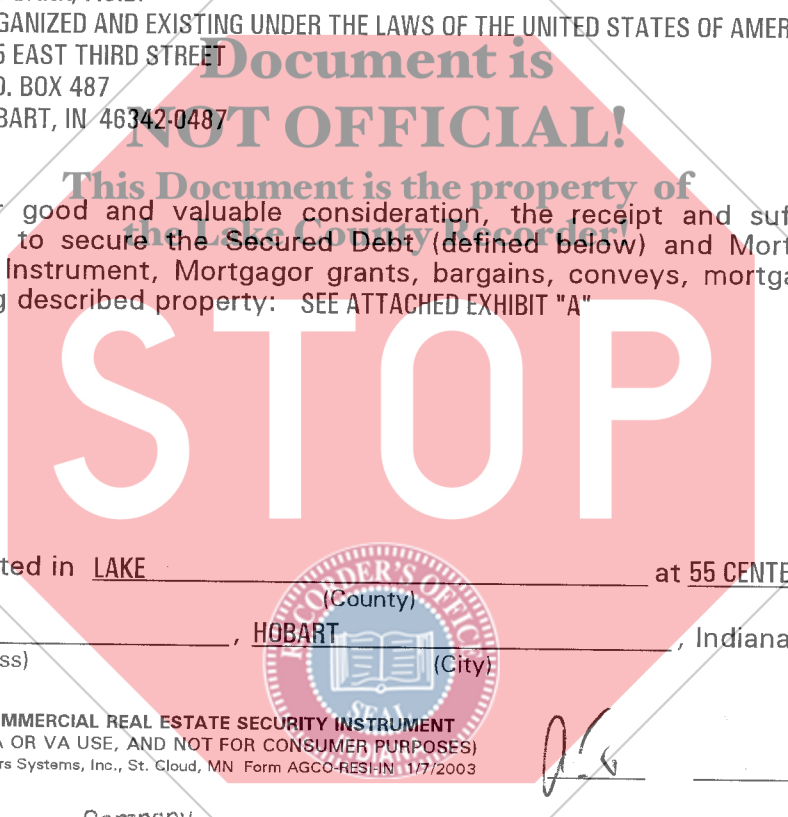 GANIZED AND EXISTING UNDER THE LAWS OF THE UNITED STATES OF AMER
5 EAST THIRD STREET
Document is
O. BOX 487
BART, IN 46342-0487
NOT OFFICIAL!
This Document is the property of
good and valuable consideration, the receipt and suf
the Lake County Recorder!
to secure the Secured Debt (defined below) and Mort
Instrument, Mortgagor grants, bargains, conveys, mortga
g described property: SEE ATTACHED EXHIBIT "A"
STOP
ted in LAKE at 55 CENTE
(County)
, HOBART , Indiana
ss) (City)
RECORDER'S OFFICE
SEAL
INDIANA
MMERCIAL REAL ESTATE SECURITY INSTRUMENT
A OR VA USE, AND NOT FOR CONSUMER PURPOSES)
rs Systems, Inc., St. Cloud, MN Form AGCO-RESI-IN 1/7/2003